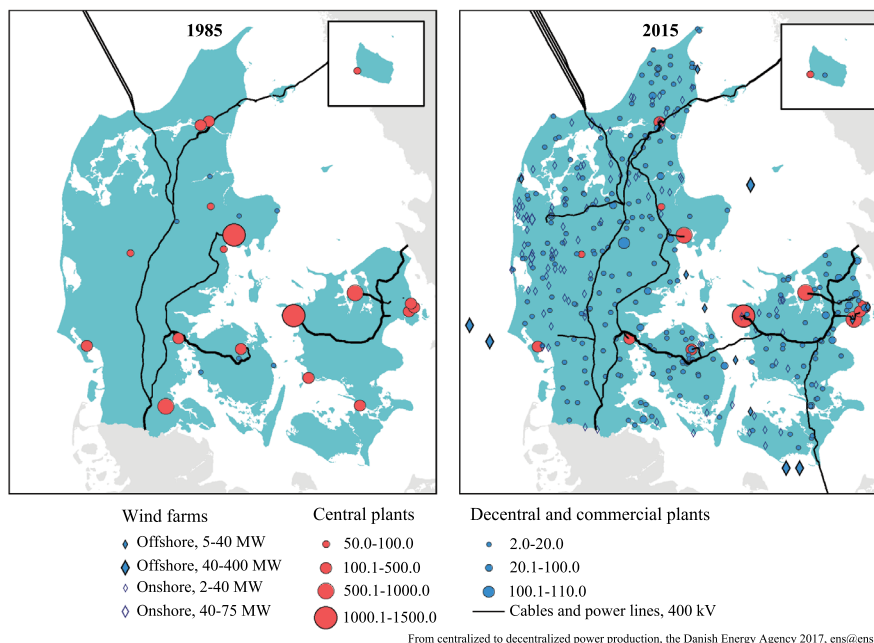 1985
2015
Wind farms
Offshore, 5-40 MW
Offshore, 40-400 MW
Onshore, 2-40 MW
Onshore, 40-75 MW
Central plants
50.0-100.0
100.1-500.0
500.1-1000.0
1000.1-1500.0
Decentral and commercial plants
2.0-20.0
20.1-100.0
100.1-110.0
Cables and power lines, 400 kV
From centralized to decentralized power production, the Danish Energy Agency 2017, ens@ens